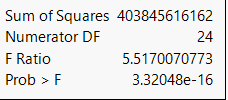 Sum of Squares 403845616162
Numerator DF 24
F Ratio 5.5170070773
Prob > F 3.32048e-16